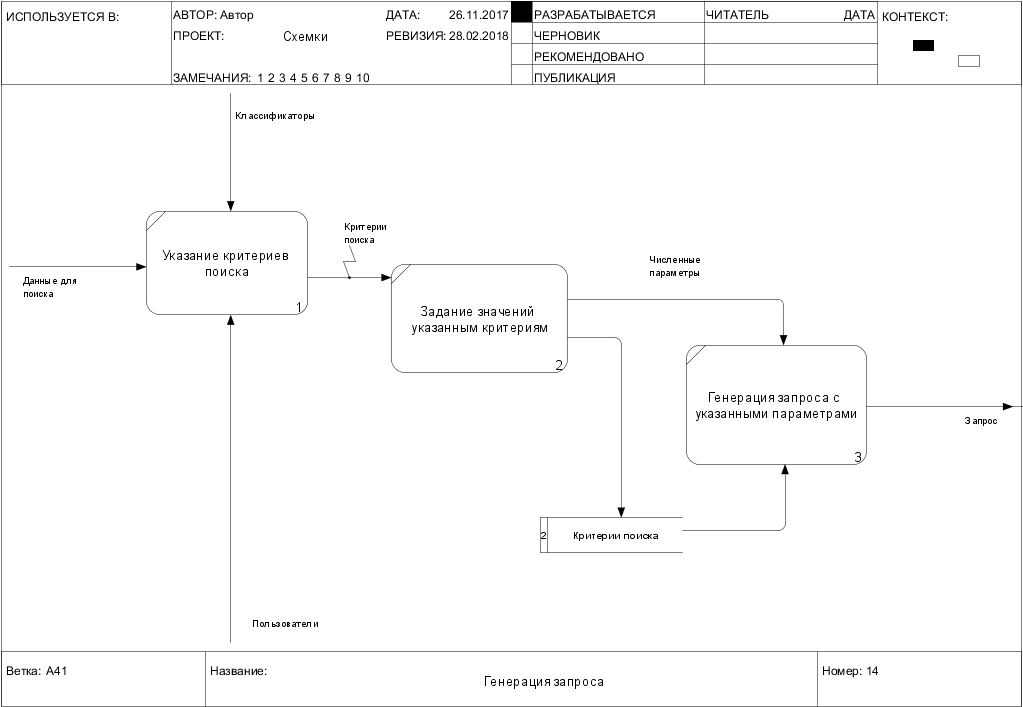 ИСПОЛЬЗУЕТСЯ В:
АВТОР: Автор
ДАТА: 26.11.2017
ПРОЕКТ: Схемки
РЕВИЗИЯ: 28.02.2018
ЗАМЕЧАНИЯ: 1 2 3 4 5 6 7 8 9 10
РАЗРАБАТЫВАЕТСЯ
ЧЕРНОВИК
РЕКОМЕНДОВАНО
ПУБЛИКАЦИЯ
ЧИТАТЕЛЬ
ДАТА
КОНТЕКСТ:
Классификаторы
Данные для
поиска
Указание критериев
поиска
1
Критерии
поиска
Задание значений
указанным критериям
2
Численные
параметры
Генерация запроса с
указанными параметрами
3
Запрос
2
Критерии поиска
Пользователи
Ветка: A41
Название:
Генерация запроса
Номер: 14